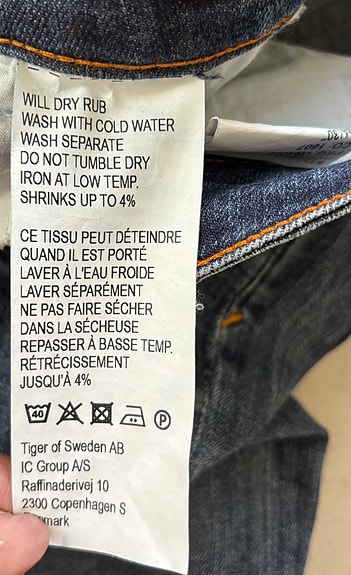 WILL DRY RUB
WASH WITH COLD WATER
WASH SEPARATE
DO NOT TUMBLE DRY
IRON AT LOW TEMP.
SHRINKS UP TO 4%
CE TISSU PEUT DÉTEINDRE
QUAND IL EST PORTÉ
LAVER À L'EAU FROIDE
LAVER SÉPARÉMENT
NE PAS FAIRE SÉCHER
DANS LA SÉCHEUSE
REPASSER À BASSE TEMP.
RÉTRÉCISSEMENT
JUSQU'À 4%
40 P
Tiger of Sweden AB
IC Group A/S
Raffinaderivej 10
2300 Copenhagen S